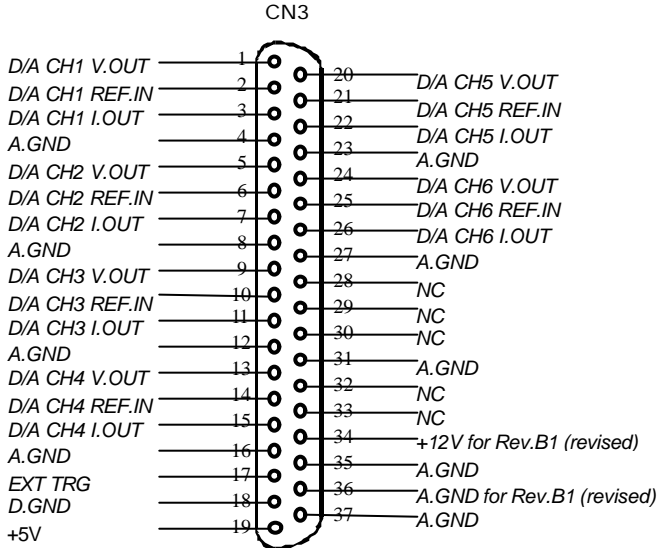 CN3
1
D/A CH1 V.OUT
2
D/A CH1 REF.IN
3
D/A CH1 I.OUT
4
A.GND
5
D/A CH2 V.OUT
6
D/A CH2 REF.IN
7
D/A CH2 I.OUT
8
A.GND
9
D/A CH3 V.OUT
10
D/A CH3 REF.IN
11
D/A CH3 I.OUT
12
A.GND
13
D/A CH4 V.OUT
14
D/A CH4 REF.IN
15
D/A CH4 I.OUT
16
A.GND
17
EXT TRG
18
D.GND
19
+5V
20
D/A CH5 V.OUT
21
D/A CH5 REF.IN
22
D/A CH5 I.OUT
23
A.GND
24
D/A CH6 V.OUT
25
D/A CH6 REF.IN
26
D/A CH6 I.OUT
27
A.GND
28
NC
29
NC
30
NC
31
A.GND
32
NC
33
NC
34
+12V for Rev.B1 (revised)
35
A.GND
36
A.GND for Rev.B1 (revised)
37
A.GND